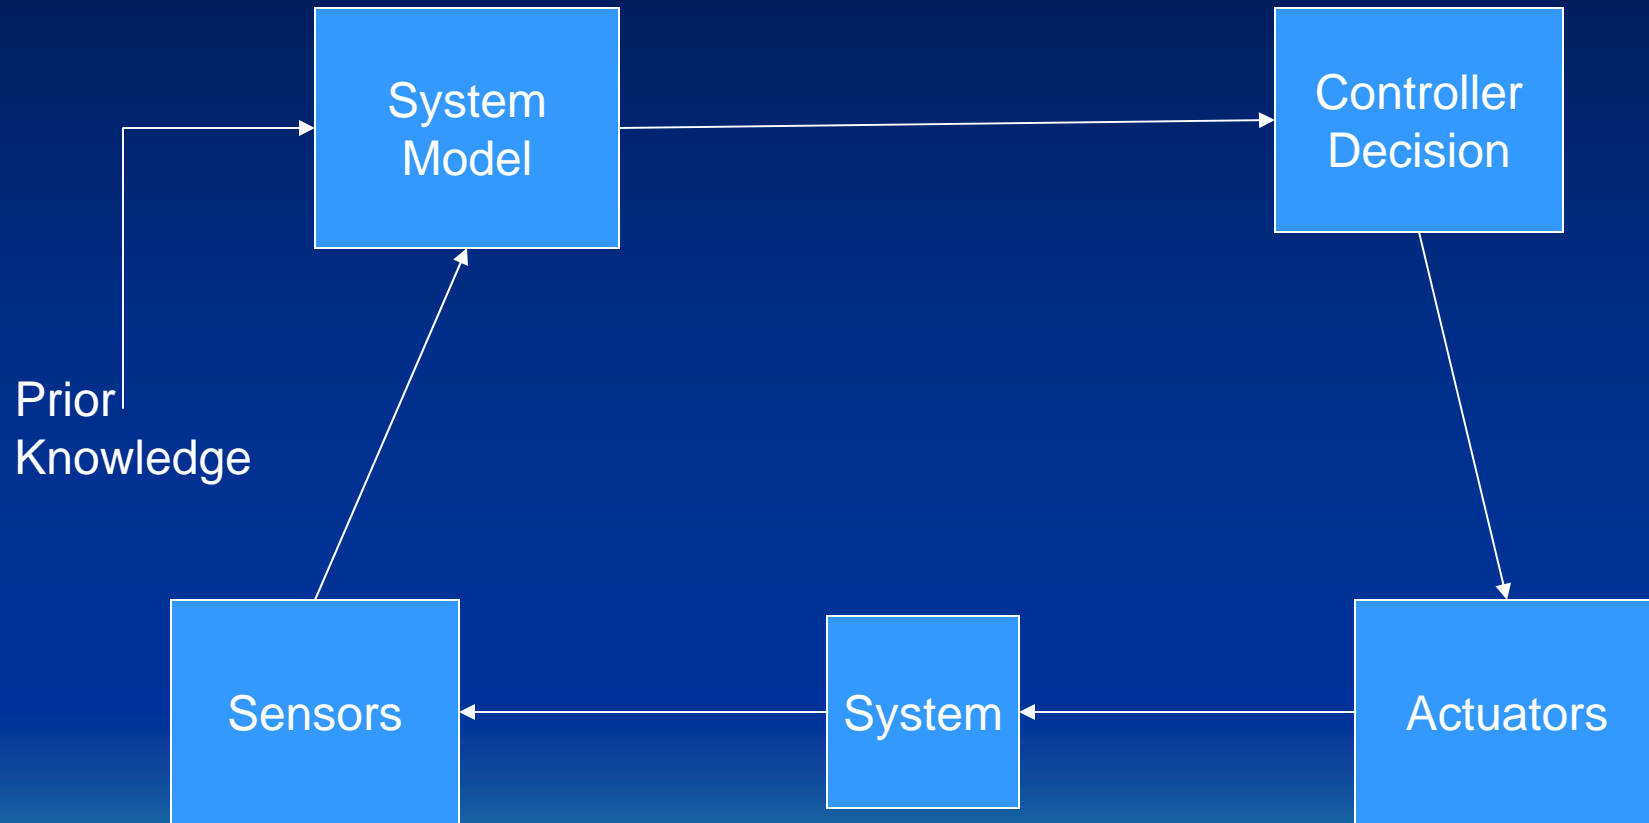 System
Model
Controller
Decision
Prior
Knowledge
Sensors
System
Actuators